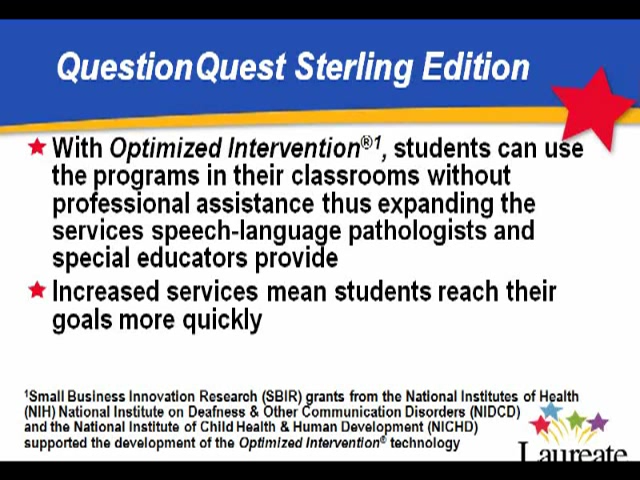 QuestionQuest Sterling Edition
With Optimized Intervention®1, students can use
the programs in their classrooms without
professional assistance thus expanding the
services speech-language pathologists and
special educators provide
Increased services mean students reach their
goals more quickly
1Small Business Innovation Research (SBIR) grants from the National Institutes of Health
(NIH) National Institute on Deafness & Other Communication Disorders (NIDCD)
and the National Institute of Child Health & Human Development (NICHD)
supported the development of the Optimized Intervention® technology
Laureate